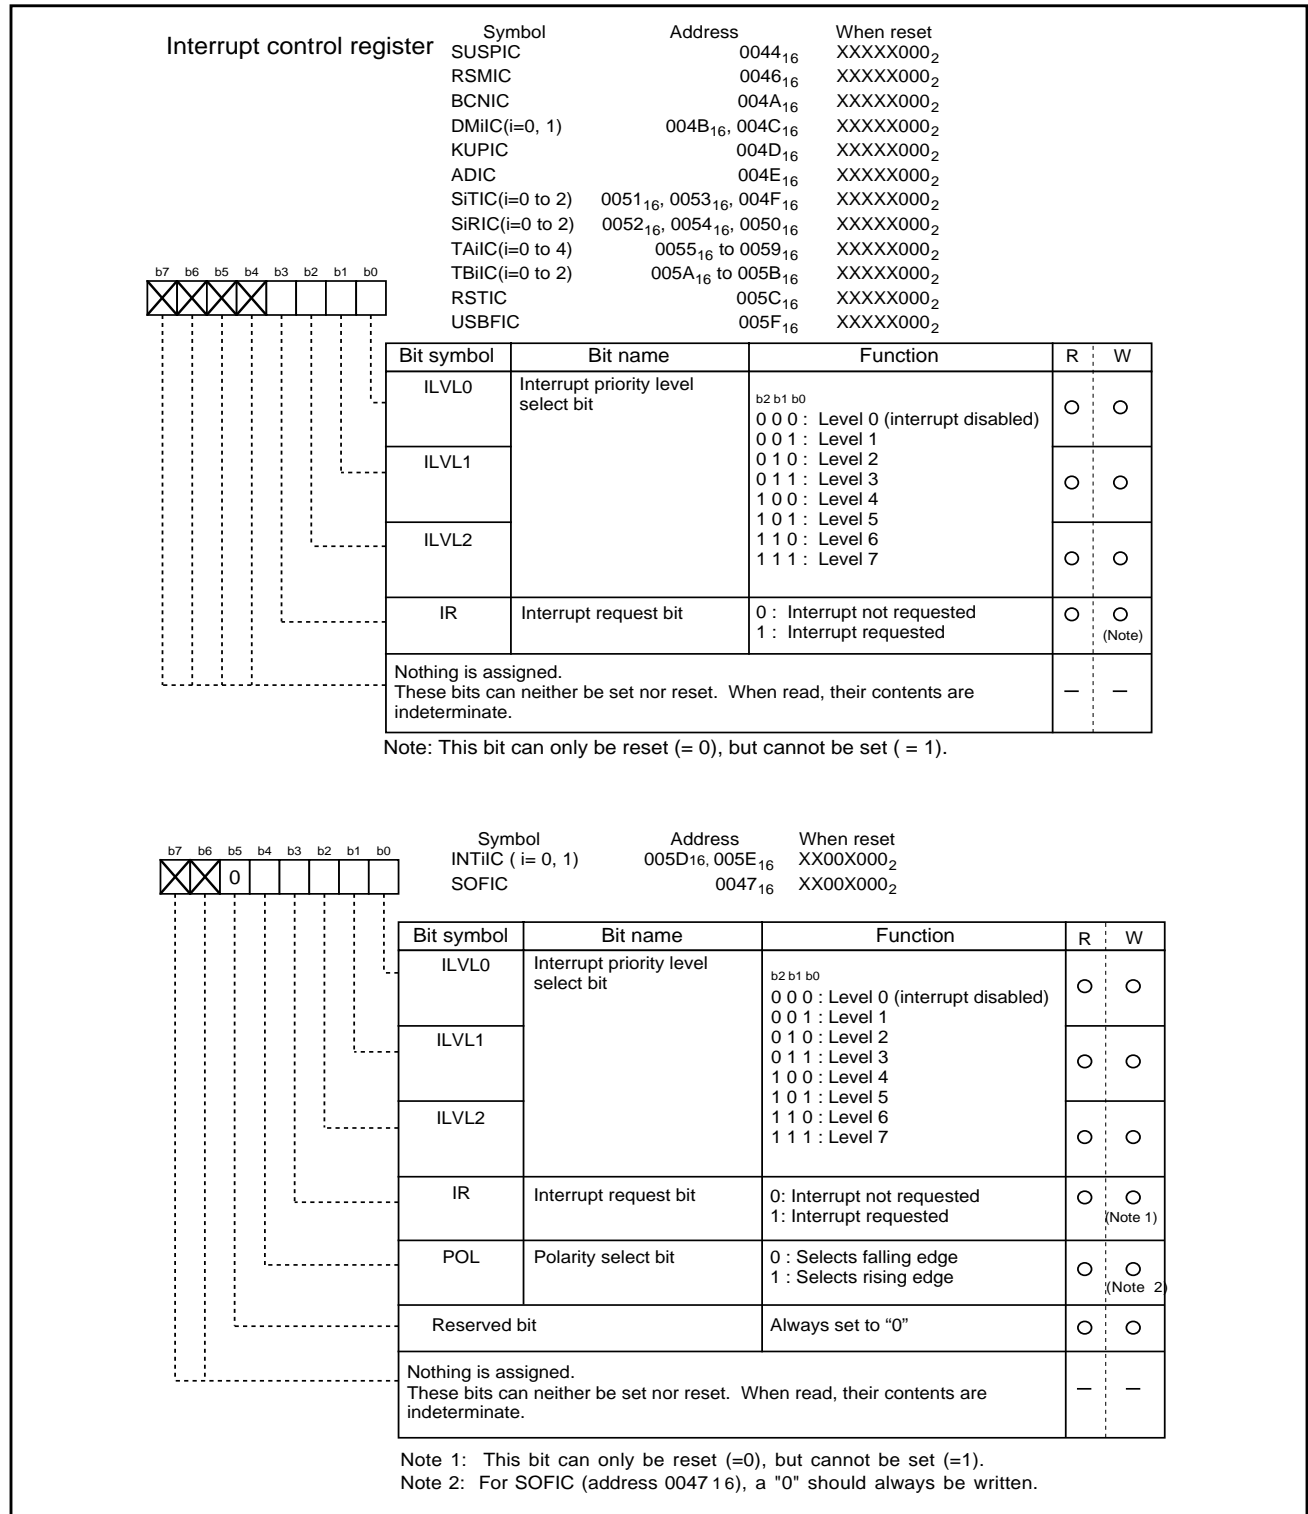 Interrupt control register
Symbol Address When reset
SUSPIC 0044₁₆ XXXXX000₂
RSMIC 0046₁₆ XXXXX000₂
BCNIC 004A₁₆ XXXXX000₂
DMiIC(i=0, 1) 004B₁₆, 004C₁₆ XXXXX000₂
KUPIC 004D₁₆ XXXXX000₂
ADIC 004E₁₆ XXXXX000₂
SiTIC(i=0 to 2) 0051₁₆, 0053₁₆, 004F₁₆ XXXXX000₂
SiRIC(i=0 to 2) 0052₁₆, 0054₁₆, 0050₁₆ XXXXX000₂
TAiIC(i=0 to 4) 0055₁₆ to 0059₁₆ XXXXX000₂
TBiIC(i=0 to 2) 005A₁₆ to 005B₁₆ XXXXX000₂
RSTIC 005C₁₆ XXXXX000₂
USBFIC 005F₁₆ XXXXX000₂
b7 b6 b5 b4 b3 b2 b1 b0
Bit symbol Bit name Function R W
ILVL0 Interrupt priority level
select bit
b2 b1 b0
0 0 0 : Level 0 (interrupt disabled)
0 0 1 : Level 1
0 1 0 : Level 2
0 1 1 : Level 3
1 0 0 : Level 4
1 0 1 : Level 5
1 1 0 : Level 6
1 1 1 : Level 7
ILVL1
ILVL2
IR Interrupt request bit 0 : Interrupt not requested
1 : Interrupt requested
(Note)
Nothing is assigned.
These bits can neither be set nor reset. When read, their contents are
indeterminate.
– –
Note: This bit can only be reset (= 0), but cannot be set ( = 1).
Symbol Address When reset
INTiIC ( i= 0, 1) 005D16, 005E₁₆ XX00X000₂
SOFIC 0047₁₆ XX00X000₂
b7 b6 b5 b4 b3 b2 b1 b0
0
Bit symbol Bit name Function R W
ILVL0 Interrupt priority level
select bit
b2 b1 b0
0 0 0 : Level 0 (interrupt disabled)
0 0 1 : Level 1
0 1 0 : Level 2
0 1 1 : Level 3
1 0 0 : Level 4
1 0 1 : Level 5
1 1 0 : Level 6
1 1 1 : Level 7
ILVL1
ILVL2
IR Interrupt request bit 0: Interrupt not requested
1: Interrupt requested
(Note 1)
POL Polarity select bit 0 : Selects falling edge
1 : Selects rising edge
(Note 2)
Reserved bit Always set to “0”
Nothing is assigned.
These bits can neither be set nor reset. When read, their contents are
indeterminate.
– –
Note 1: This bit can only be reset (=0), but cannot be set (=1).
Note 2: For SOFIC (address 004716), a "0" should always be written.